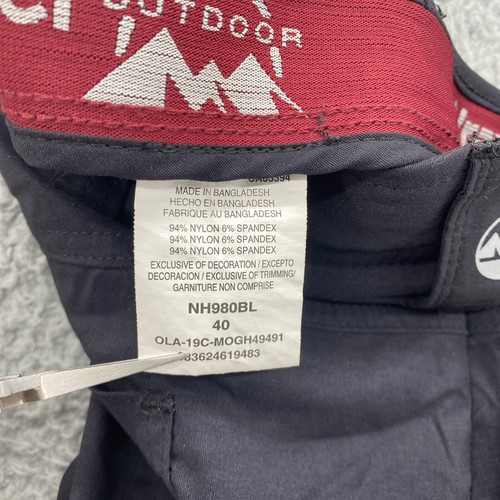 OUTDOOR
MADE IN BANGLADESH
HECHO EN BANGLADESH
FABRIQUE AU BANGLADESH
94% NYLON 6% SPANDEX
94% NYLON 6% SPANDEX
94% NYLON 6% SPANDEX
EXCLUSIVE OF DECORATION / EXCEPTO
DECORACION / EXCLUSIVE OF TRIMMING/
GARNITURE NON COMPRISE
NH980BL
40
OLA-19C-MOGH49491
83624619483